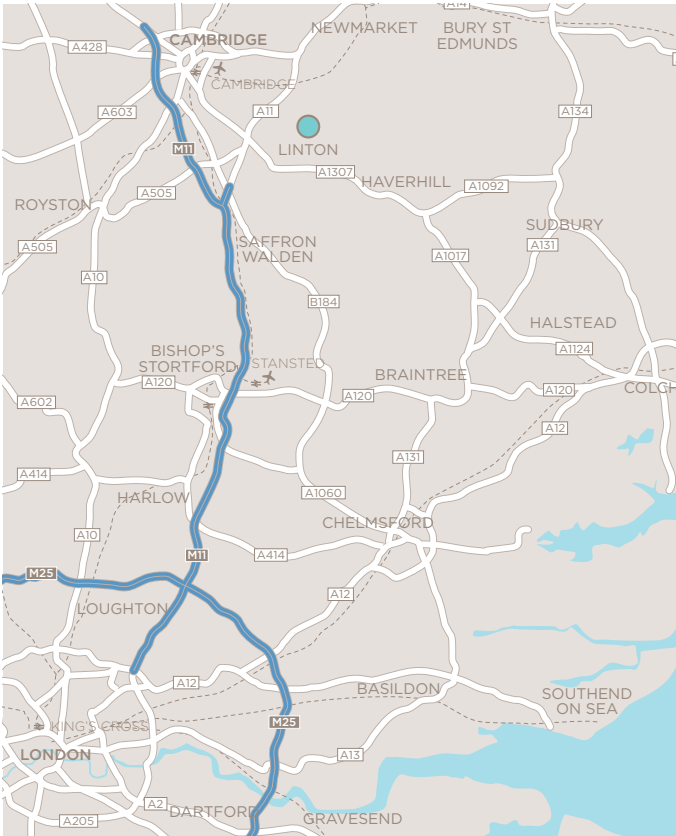 A14
NEWMARKET
BURY ST
EDMUNDS
CAMBRIDGE
A428
CAMBRIDGE
A603
A11
A134
M11
LINTON
A1307
HAVERHILL
A1092
A505
ROYSTON
SUDBURY
A505
SAFFRON
WALDEN
A131
A1017
A10
B184
HALSTEAD
BISHOP'S
STORTFORD
STANSTED
A1124
A120
BRAINTREE
COLCH
A120
A120
A602
A12
A131
A414
HARLOW
A1060
CHELMSFORD
A10
M11
A414
M25
A12
LOUGHTON
A12
BASILDON
SOUTHEND
ON SEA
M25
KING'S CROSS
LONDON
A13
A2
DARTFORD
GRAVESEND
A205